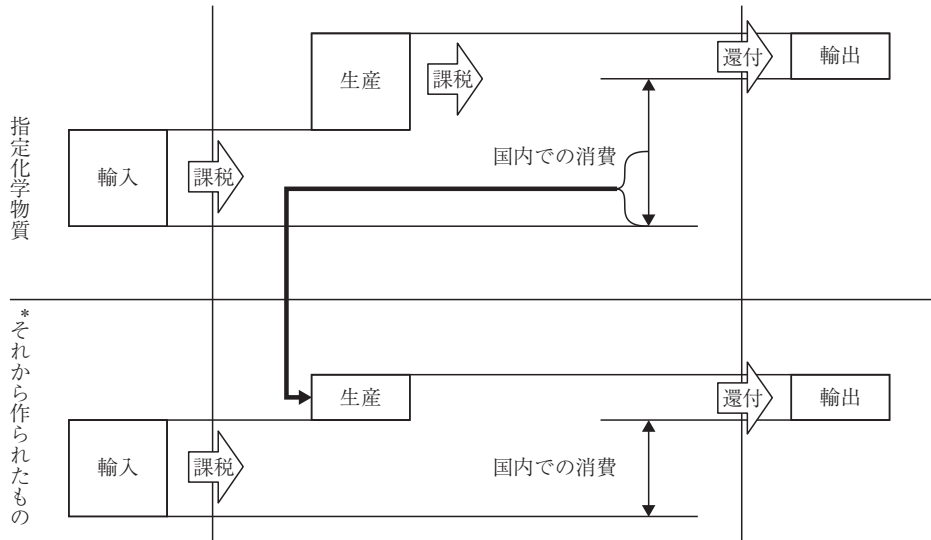 指定化学物質
輸入
課税
生産
課税
国内での消費
還付
輸出
*それから作られたもの
輸入
課税
生産
国内での消費
還付
輸出